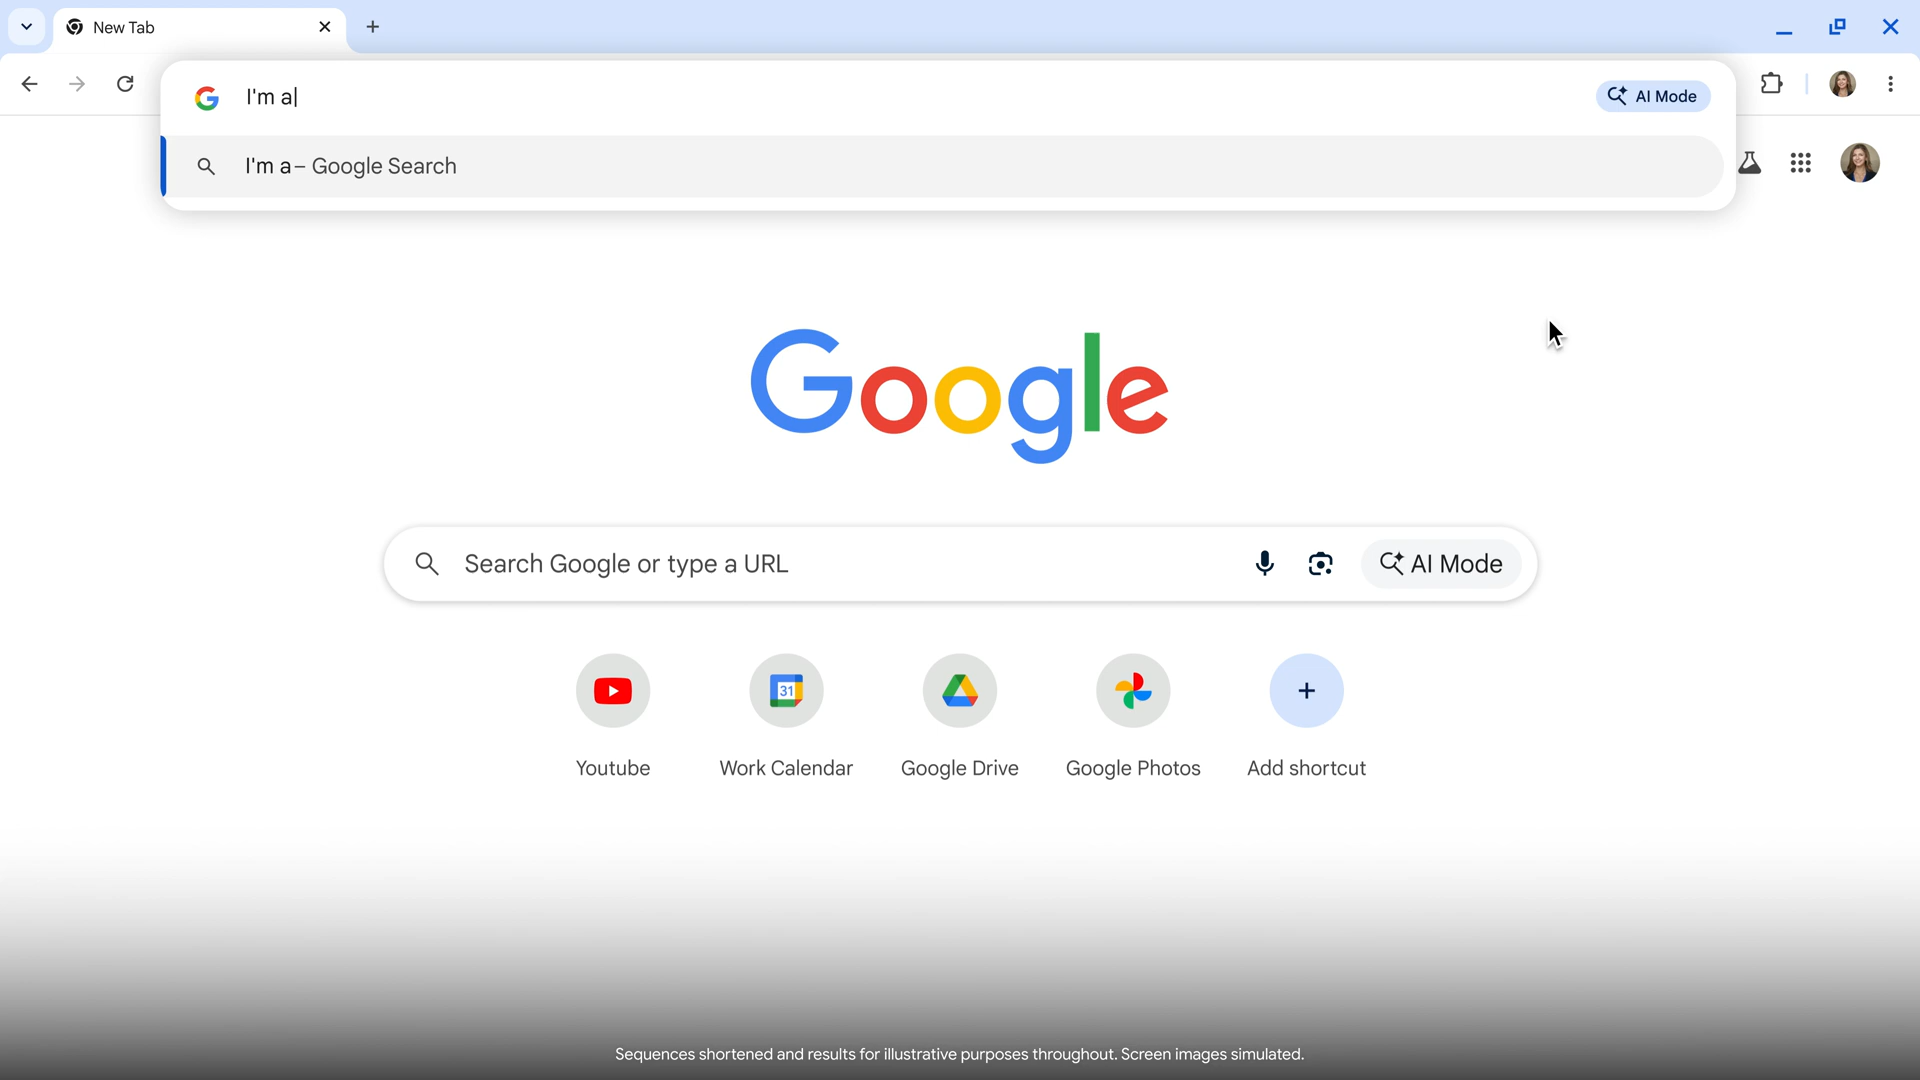 New Tab
I'm a
AI Mode
I'm a – Google Search
Google
Search Google or type a URL
AI Mode
31
Youtube
Work Calendar
Google Drive
Google Photos
Add shortcut
Sequences shortened and results for illustrative purposes throughout. Screen images simulated.